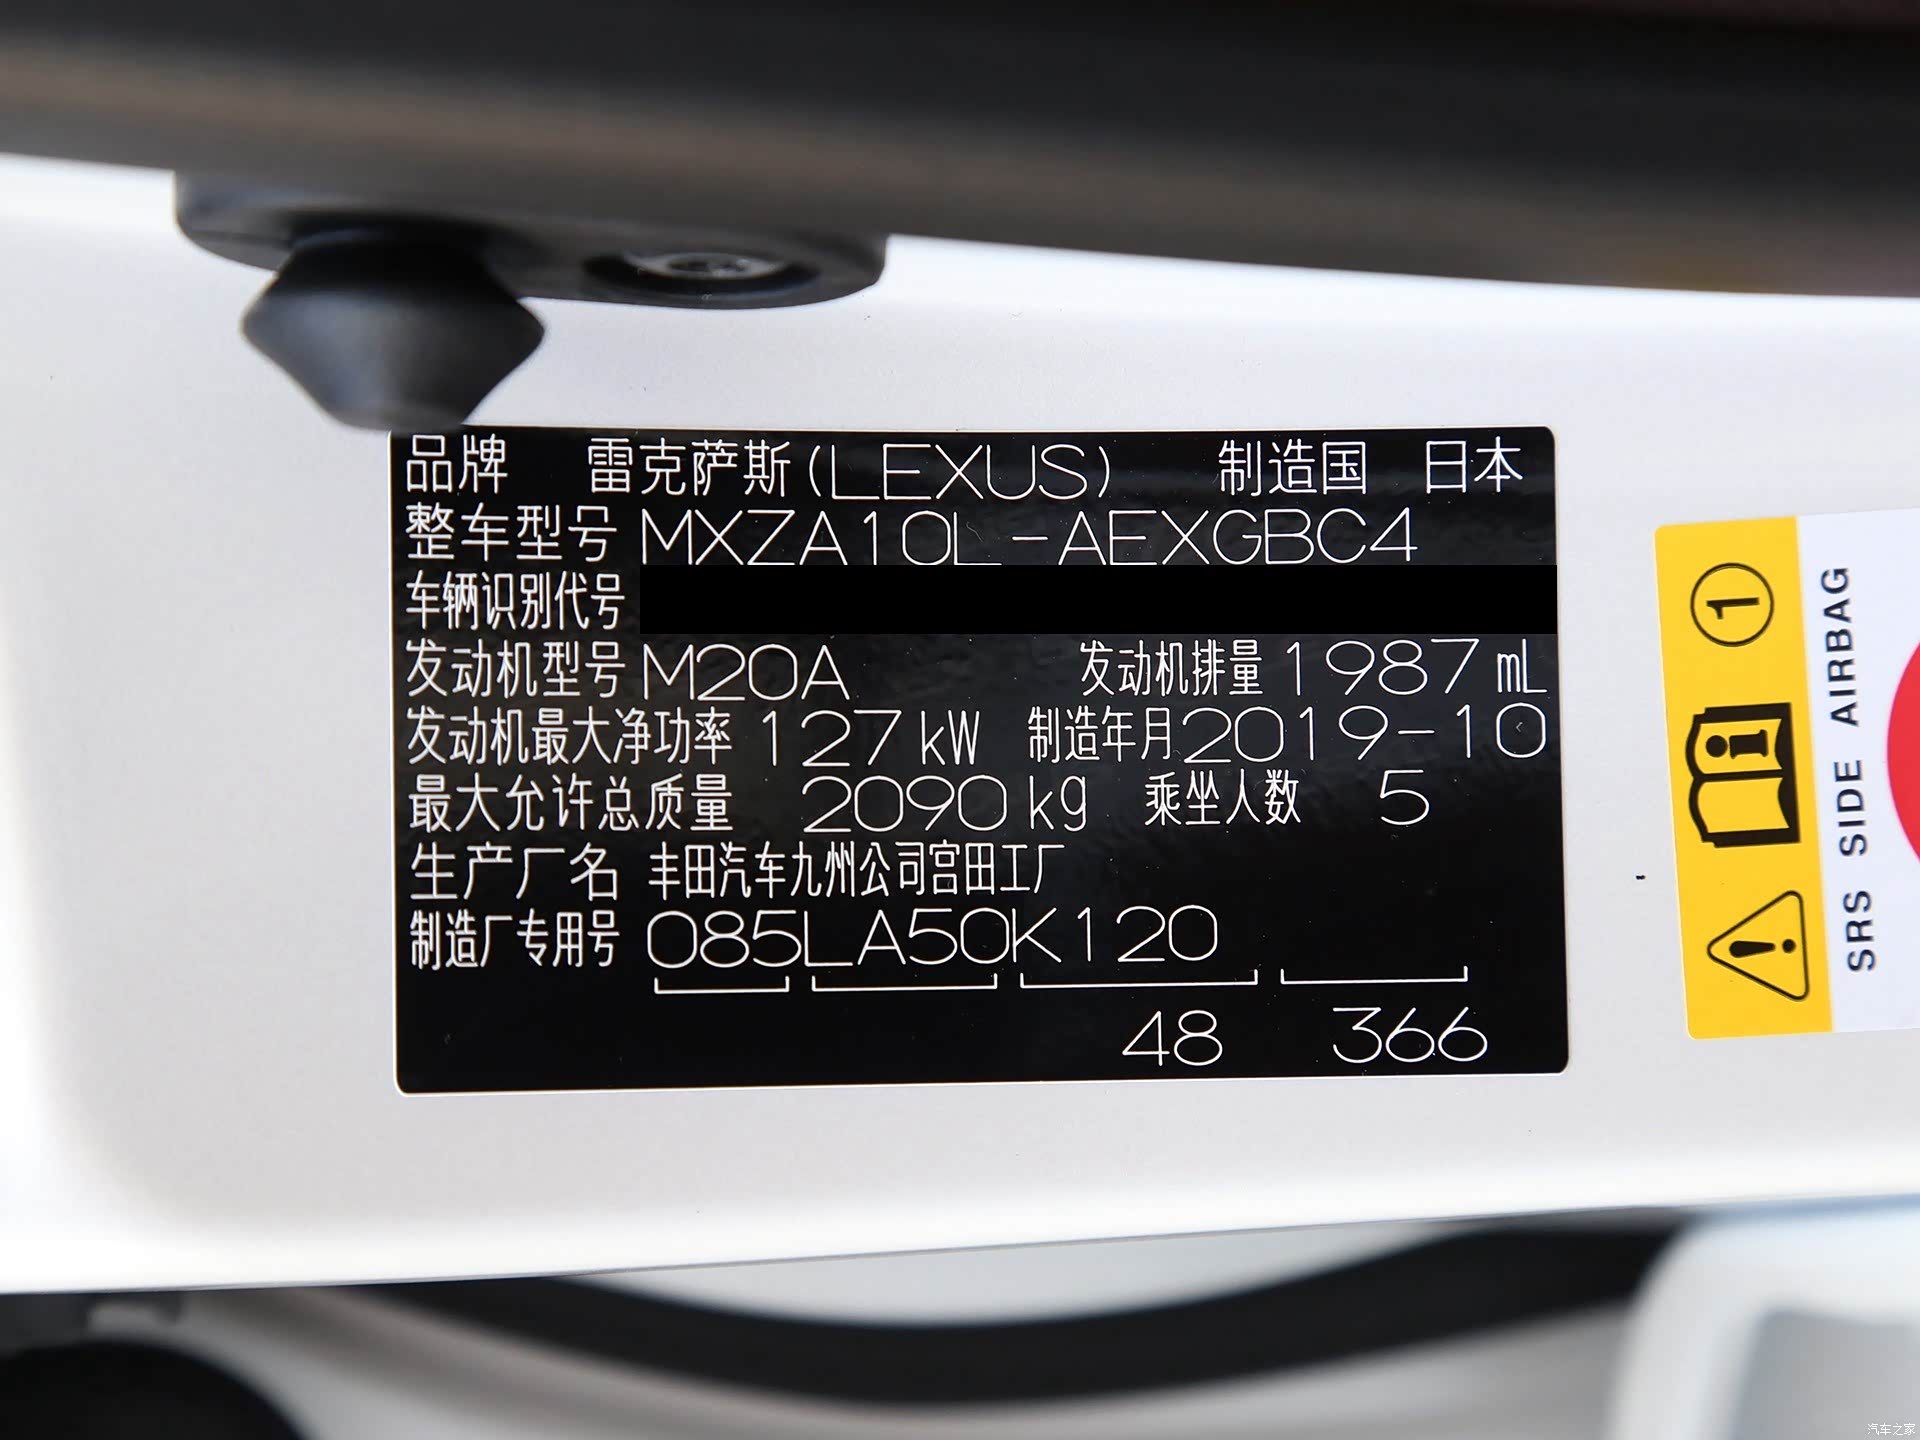 品牌 雷克萨斯(LEXUS) 制造国 日本
整车型号 MXZA10L-AEXGBC4
车辆识别代号
发动机型号 M20A 发动机排量 1987 mL
发动机最大净功率 127 kW 制造年月 2019-10
最大允许总质量 2090 kg 乘坐人数 5
生产厂名 丰田汽车九州公司宫田工厂
制造厂专用号 085LA50K120
48 366
1
SRS SIDE AIRBAG
汽车之家